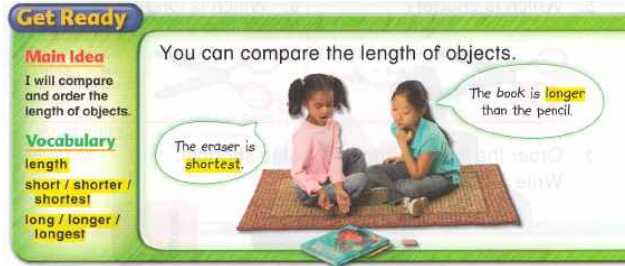 Get Ready
Main Idea
I will compare
and order the
length of objects.
Vocabulary
length
short / shorter /
shortest
long / longer /
longest
You can compare the length of objects.
The eraser is
shortest.
The book is longer
than the pencil.